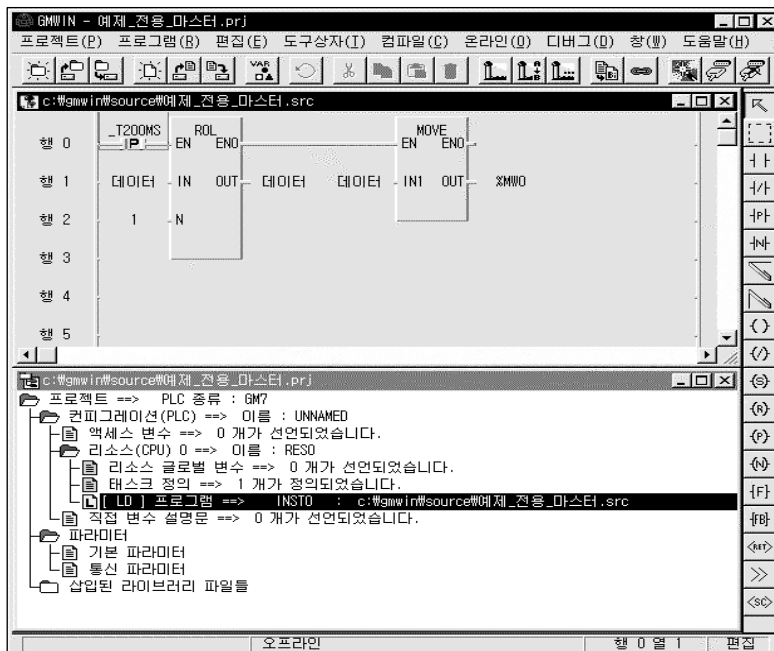 GMWIN - 예제_전용_마스터.prj
프로젝트(P) 프로그램(R) 편집(E) 도구상자(T) 컴파일(C) 온라인(O) 디버그(D) 창(W) 도움말(H)
c:₩gmwin₩source₩예제_전용_마스터.src
_T200MS ROL MOVE
행 0 P EN ENO EN ENO
행 1 데이터 IN OUT 데이터 데이터 IN1 OUT %MW0
행 2 1 N
행 3
행 4
행 5
c:₩gmwin₩source₩예제_전용_마스터.prj
프로젝트 ==> PLC 종류 : GM7
컨피그레이션(PLC) ==> 이름 : UNNAMED
액세스 변수 ==> 0 개가 선언되었습니다.
리소스(CPU) 0 ==> 이름 : RES0
리소스 글로벌 변수 ==> 0 개가 선언되었습니다.
태스크 정의 ==> 1 개가 정의되었습니다.
[ LD ] 프로그램 ==> INST0 : c:₩gmwin₩source₩예제_전용_마스터.src
직접 변수 설명문 ==> 0 개가 선언되었습니다.
파라미터
기본 파라미터
통신 파라미터
삽입된 라이브러리 파일들
오프라인 행 0 열 1 편집